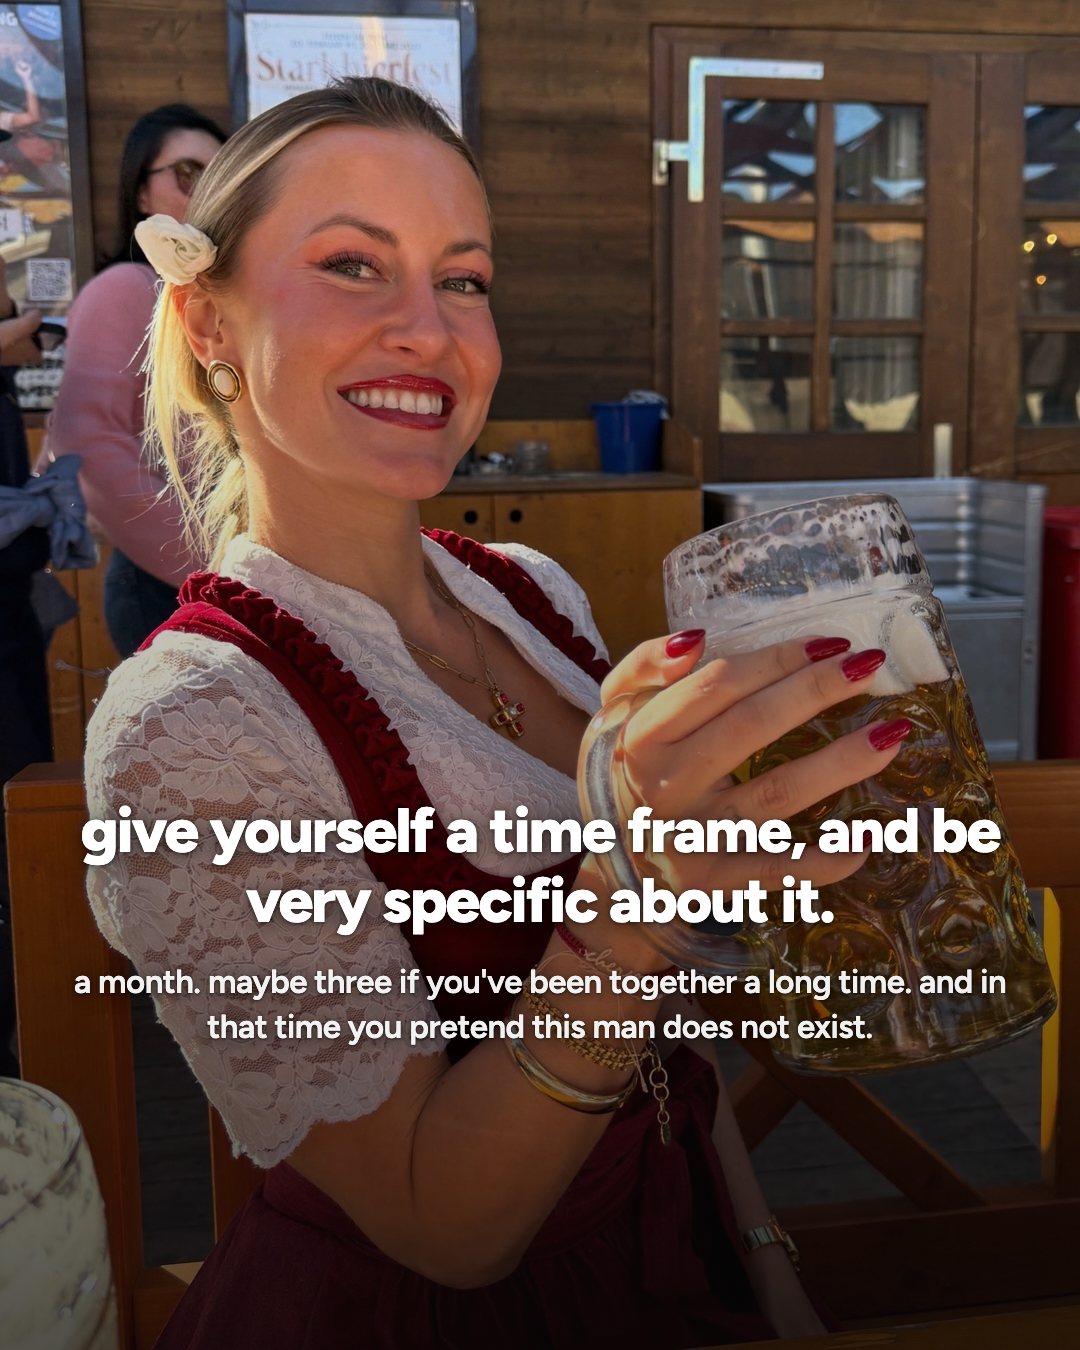 Starkbierfest
give yourself a time frame, and be
very specific about it.
a month. maybe three if you've been together a long time. and in
that time you pretend this man does not exist.